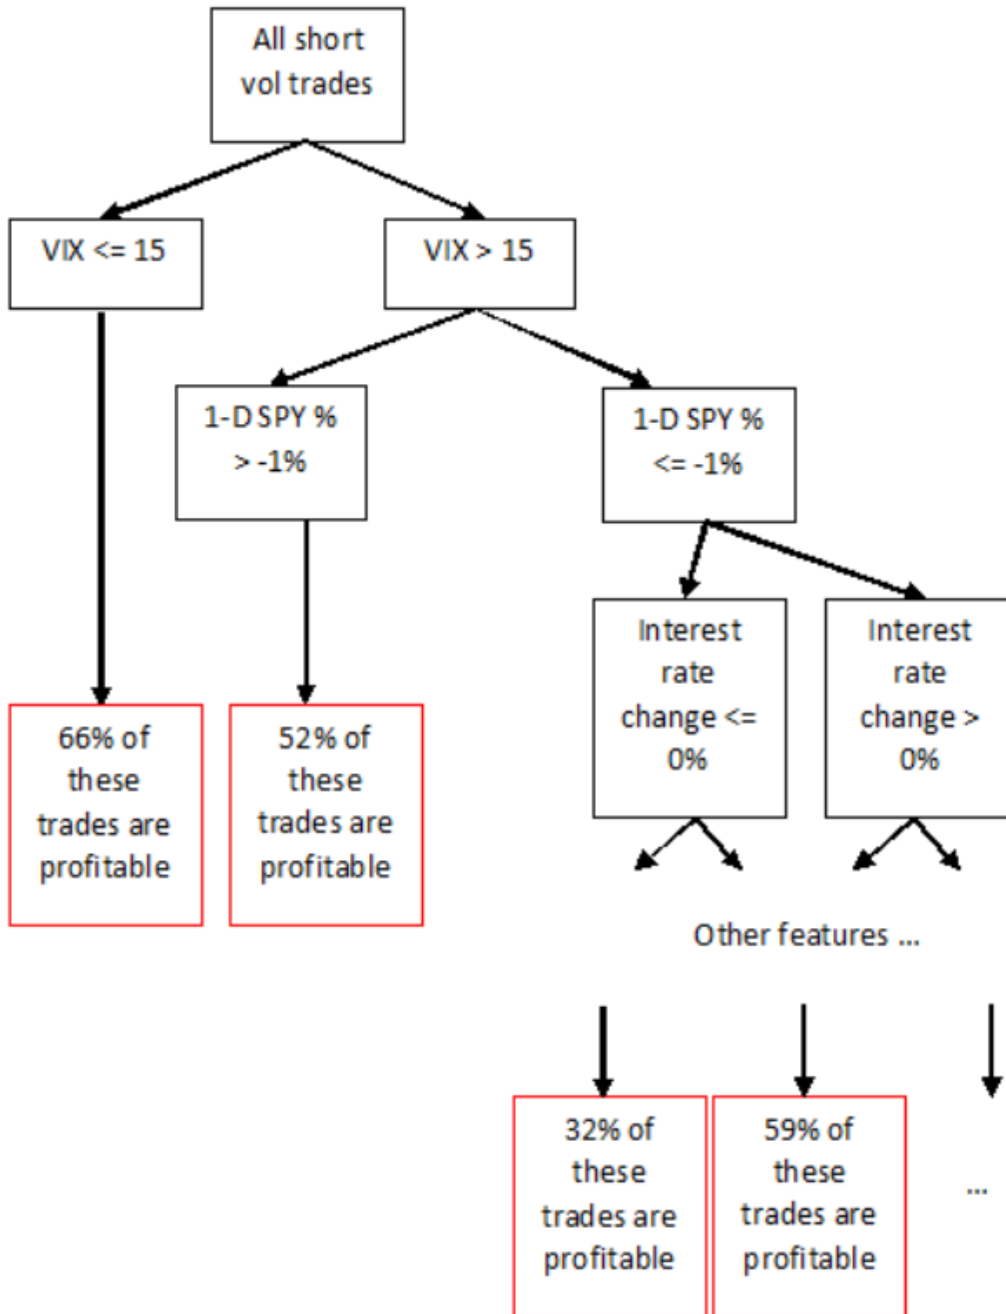 All short
vol trades
VIX <= 15
VIX > 15
1-D SPY %
> -1%
1-D SPY %
<= -1%
Interest
rate
change <=
0%
Interest
rate
change >
0%
66% of
these
trades are
profitable
52% of
these
trades are
profitable
Other features ...
32% of
these
trades are
profitable
59% of
these
trades are
profitable
...